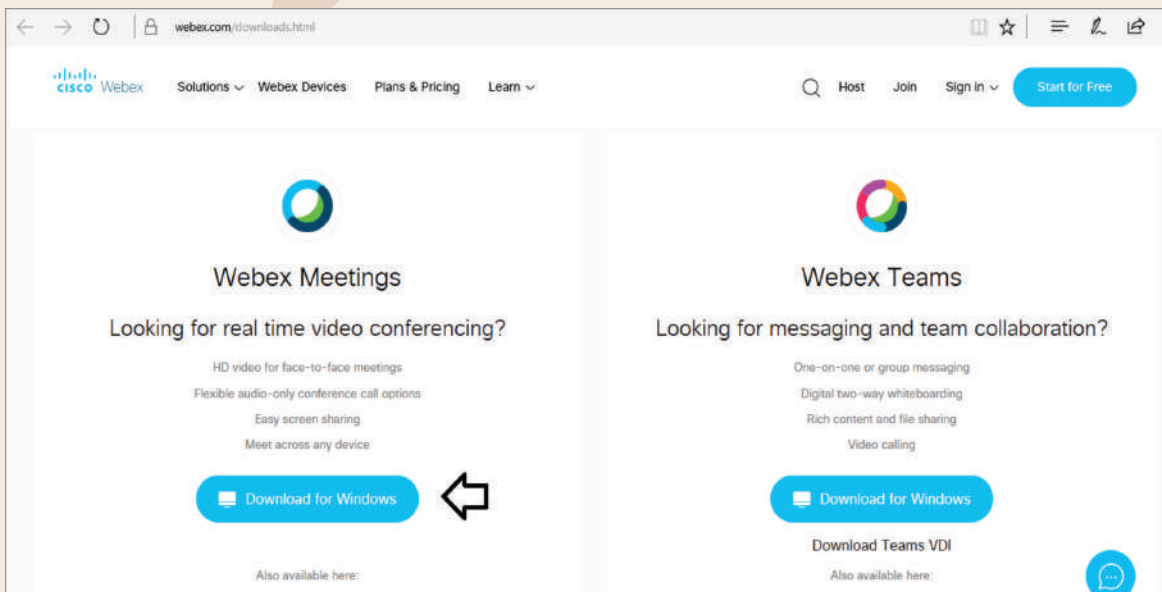 webex.com/downloads.html
CISCO Webex Solutions Webex Devices Plans & Pricing Learn Host Join Sign in Start for Free
Webex Meetings
Looking for real time video conferencing?
HD video for face-to-face meetings
Flexible audio-only conference call options
Easy screen sharing
Meet across any device
Download for Windows
Also available here:
Webex Teams
Looking for messaging and team collaboration?
One-on-one or group messaging
Digital two-way whiteboarding
Rich content and file sharing
Video calling
Download for Windows
Download Teams VDI
Also available here: